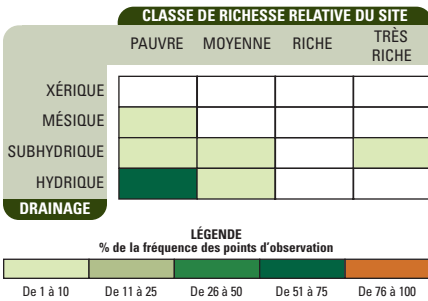 CLASSE DE RICHESSE RELATIVE DU SITE
PAUVRE MOYENNE RICHE TRÈS RICHE
XÉRIQUE
MÉSIQUE
SUBHYDRIQUE
HYDRIQUE
DRAINAGE
LÉGENDE
% de la fréquence des points d'observation
De 1 à 10 De 11 à 25 De 26 à 50 De 51 à 75 De 76 à 100